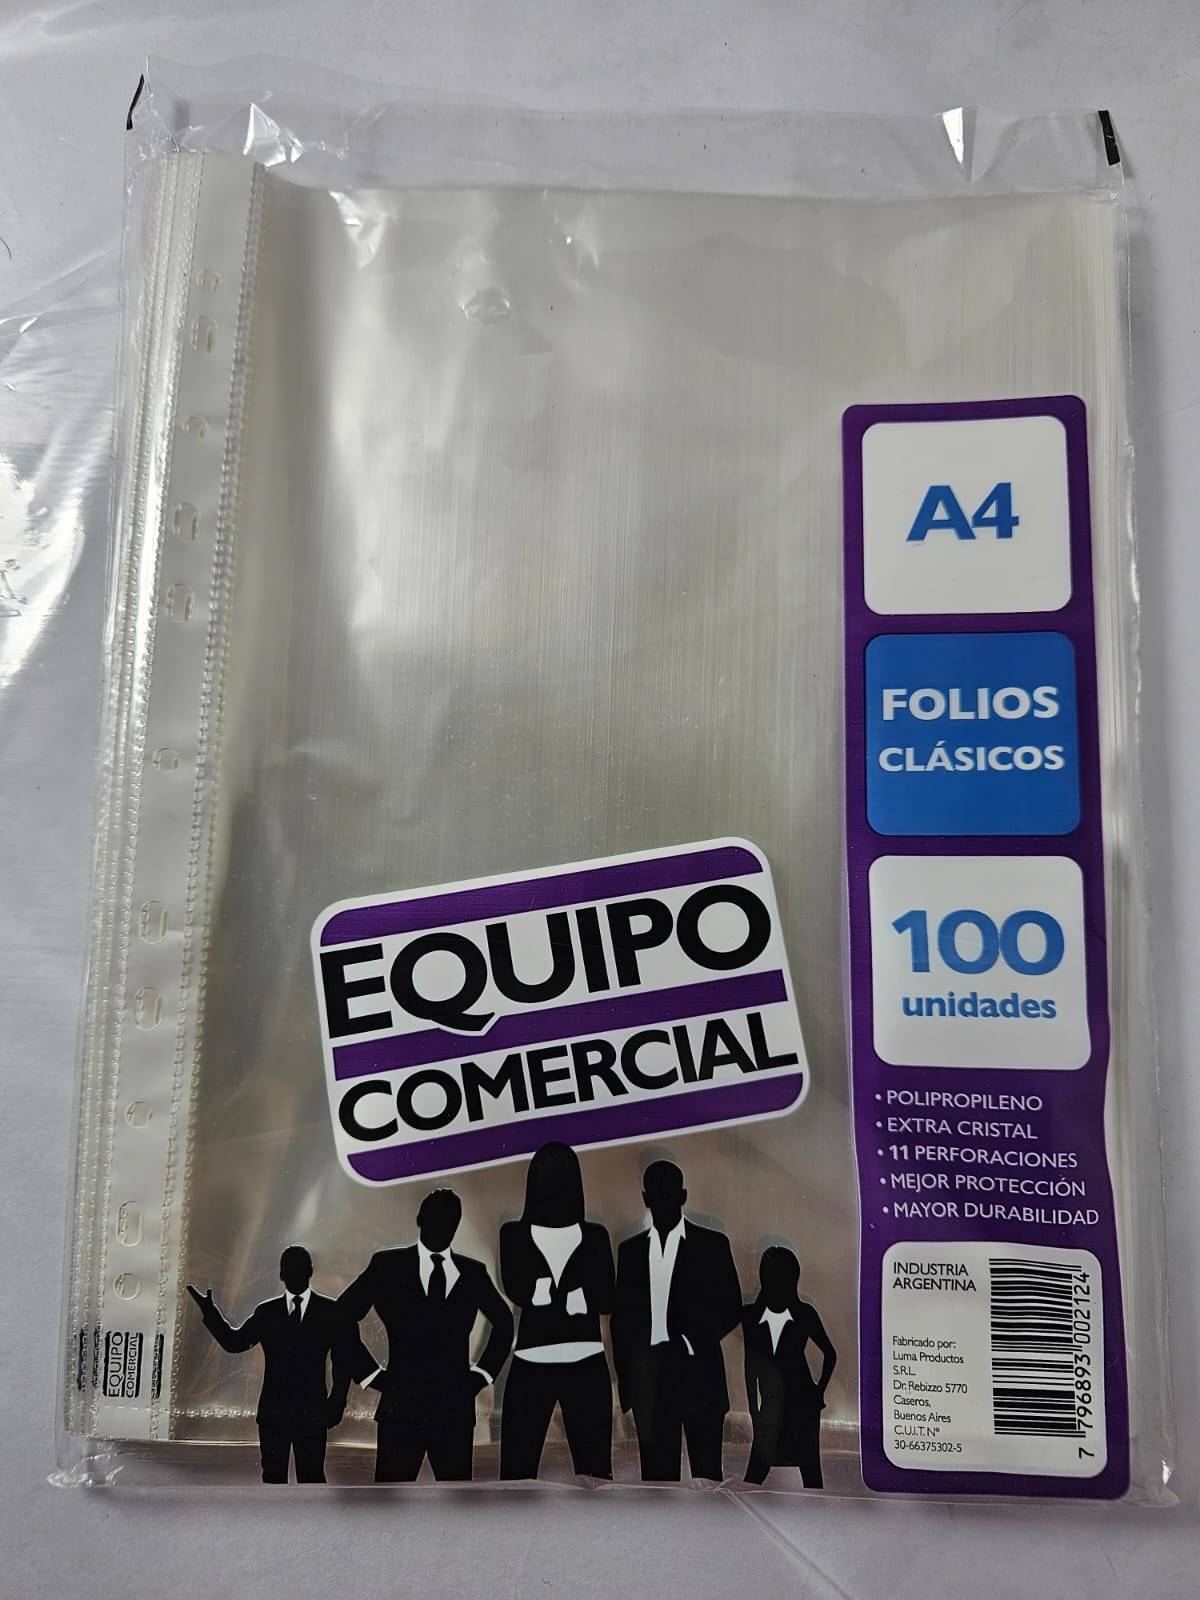 A4
FOLIOS
CLÁSICOS
100
unidades
EQUIPO
COMERCIAL
• POLIPROPILENO
• EXTRA CRISTAL
• 11 PERFORACIONES
• MEJOR PROTECCIÓN
• MAYOR DURABILIDAD
INDUSTRIA
ARGENTINA
Fabricado por:
Luma Productos
S.R.L.
Dr. Rebizzo 5770
Caseros,
Buenos Aires
C.U.I.T. Nº
30-66375302-5
7 796893 002124
EQUIPO
COMERCIAL